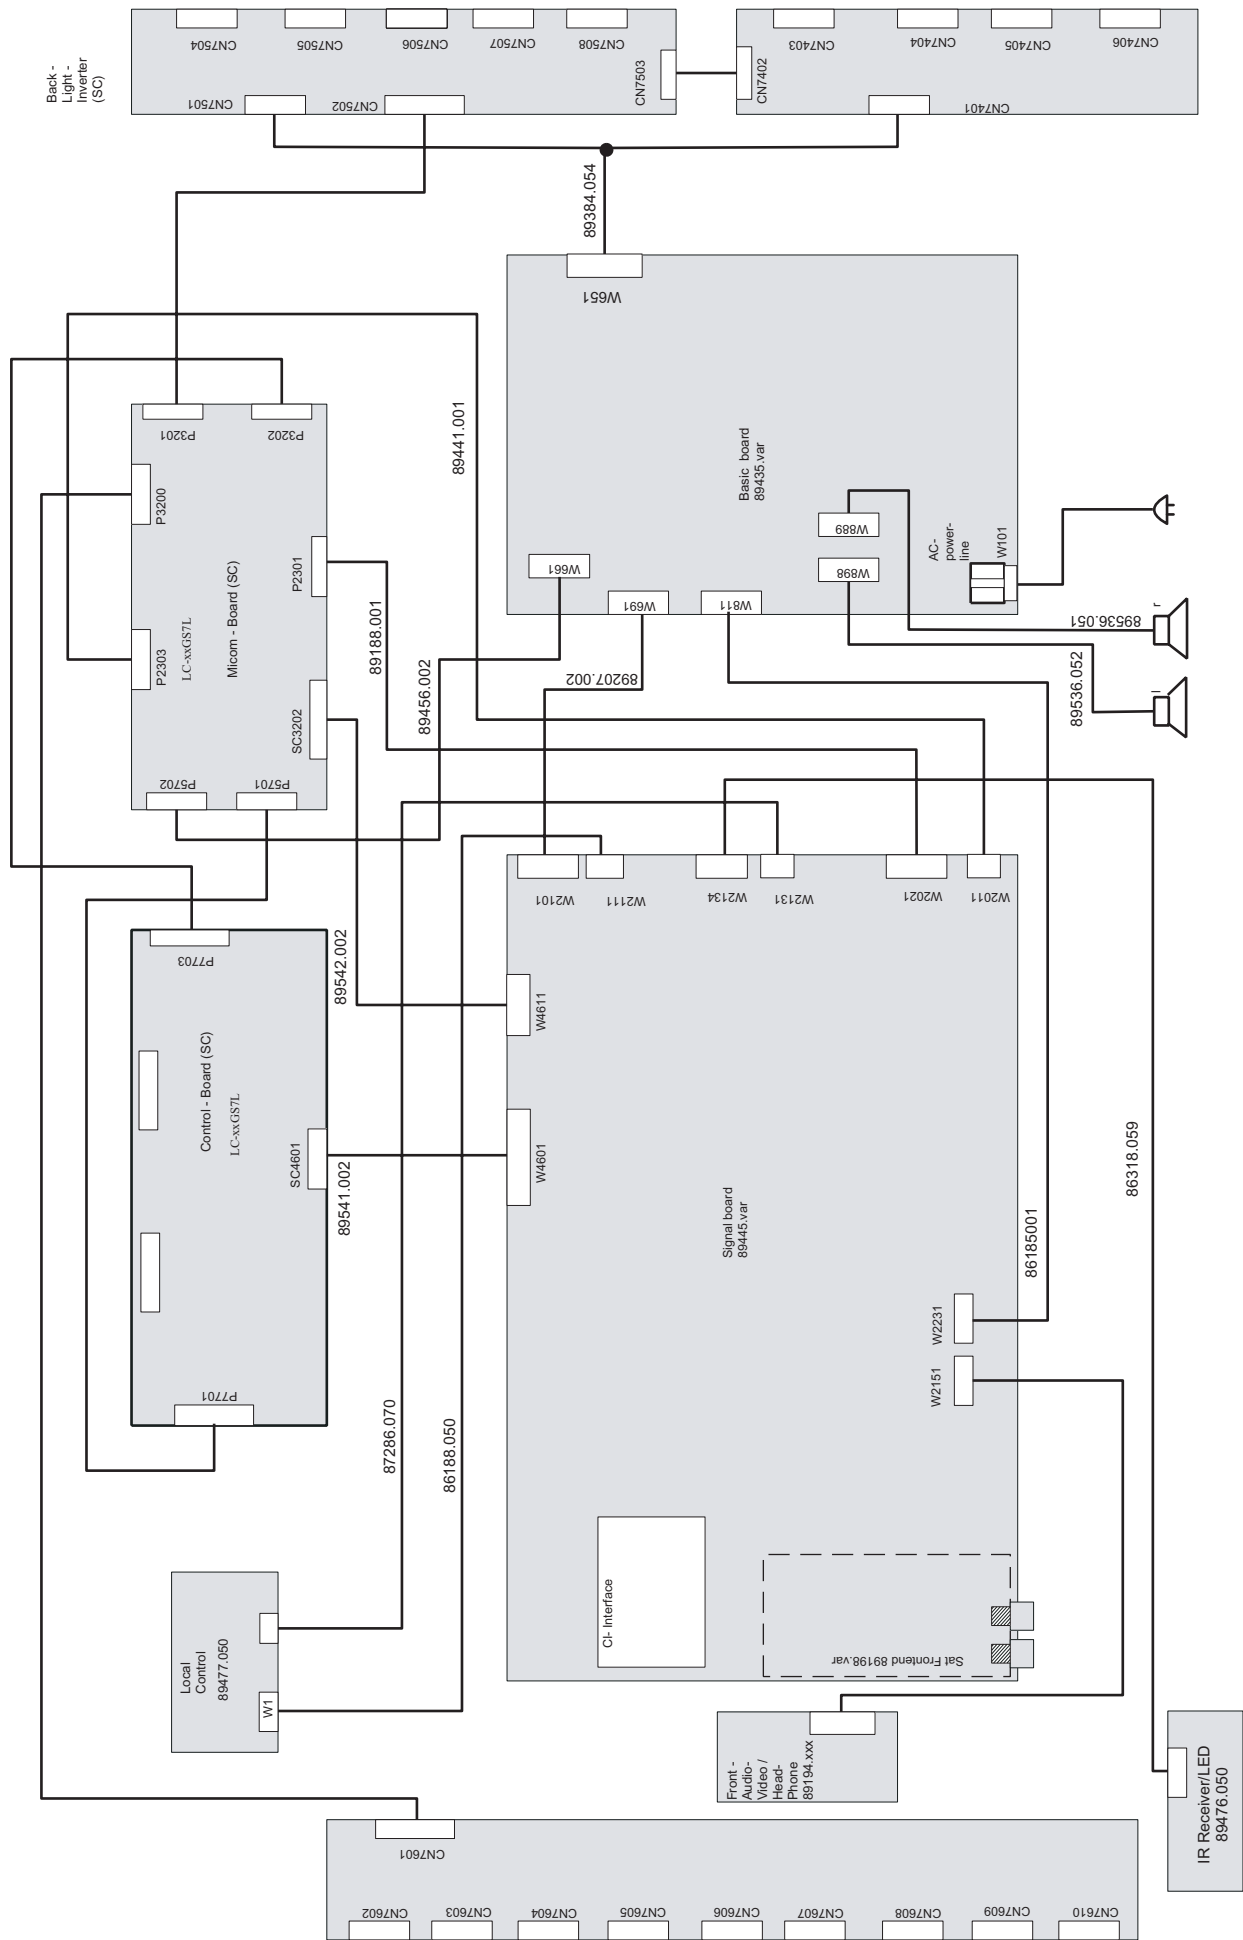 Back -
Light -
Inverter
(SC)
CN7504
CN7505
CN7506
CN7507
CN7508
CN7501
CN7502
CN7503
CN7402
CN7403
CN7404
CN7405
CN7406
CN7401
89384.054
W651
Basic board
89435.var
W661
W691
W811
W889
W898
AC-
power-
line
W101
89536.051
r
89536.052
l
P3201
P3202
P3200
P2303
LC-xxGS7L
Micom - Board (SC)
P2301
SC3202
P5702
P5701
89441.001
89188.001
89456.002
89207.002
P7703
Control - Board (SC)
LC-xxGS7L
SC4601
P7701
89542.002
89541.002
W2101
W2111
W2134
W2131
W2021
W2011
W4611
W4601
Signal board
89445.var
W2231
W2151
86185001
86318.059
87286.070
86188.050
CI- Interface
Sat Frontend 89198.var
Local
Control
89477.050
W1
Front -
Audio-
Video /
Head-
Phone
89194.xxx
IR Receiver/LED
89476.050
CN7601
CN7602
CN7603
CN7604
CN7605
CN7606
CN7607
CN7608
CN7609
CN7610